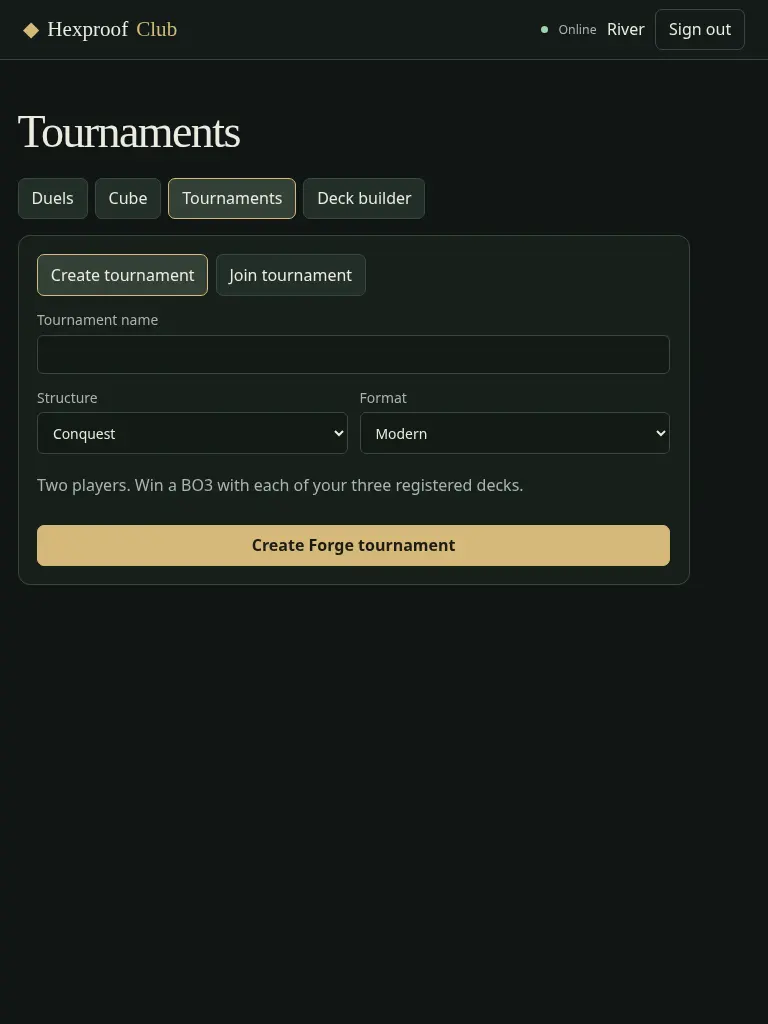 Hexproof Club
Online River Sign out
Tournaments
Duels Cube Tournaments Deck builder
Create tournament Join tournament
Tournament name
Structure Format
Conquest Modern
Two players. Win a BO3 with each of your three registered decks.
Create Forge tournament